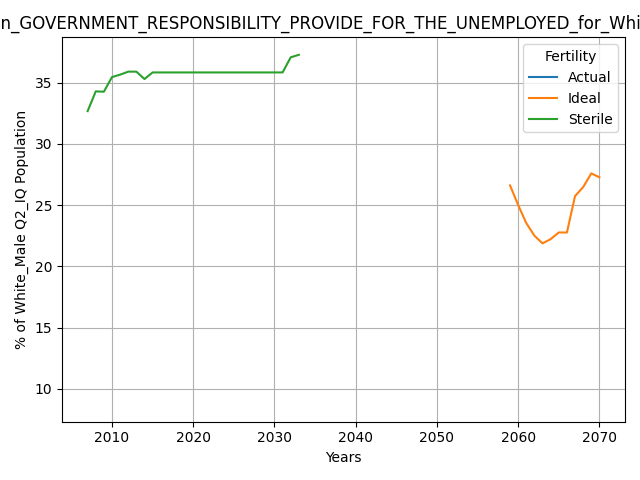 n_GOVERNMENT_RESPONSIBILITY_PROVIDE_FOR_THE_UNEMPLOYED_for_Whi
Fertility
Actual
Ideal
Sterile
% of White_Male Q2_IQ Population
35
30
25
20
15
10
2010 2020 2030 2040 2050 2060 2070
Years